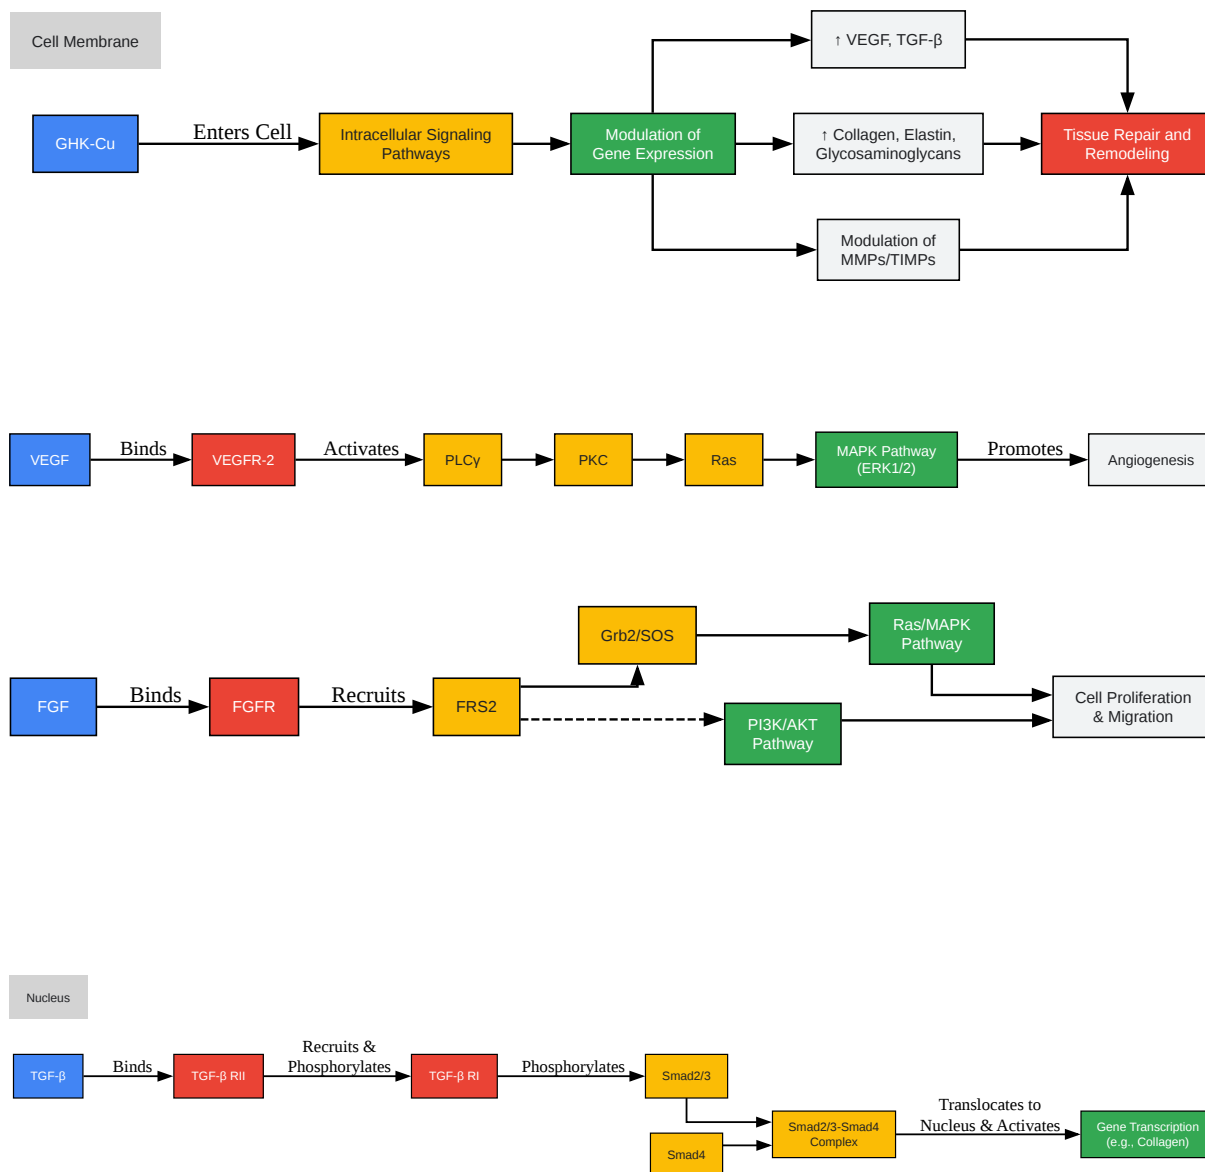 Cell Membrane
↑ VEGF, TGF-β
GHK-Cu
Enters Cell
Intracellular Signaling
Pathways
Modulation of
Gene Expression
↑ Collagen, Elastin,
Glycosaminoglycans
Tissue Repair and
Remodeling
Modulation of
MMPs/TIMPs
VEGF
Binds
VEGFR-2
Activates
PLCγ
PKC
Ras
MAPK Pathway
(ERK1/2)
Promotes
Angiogenesis
Grb2/SOS
Ras/MAPK
Pathway
FGF
Binds
FGFR
Recruits
FRS2
PI3K/AKT
Pathway
Cell Proliferation
& Migration
Nucleus
TGF-β
Binds
TGF-β RII
Recruits &
Phosphorylates
TGF-β RI
Phosphorylates
Smad2/3
Smad4
Smad2/3-Smad4
Complex
Translocates to
Nucleus & Activates
Gene Transcription
(e.g., Collagen)